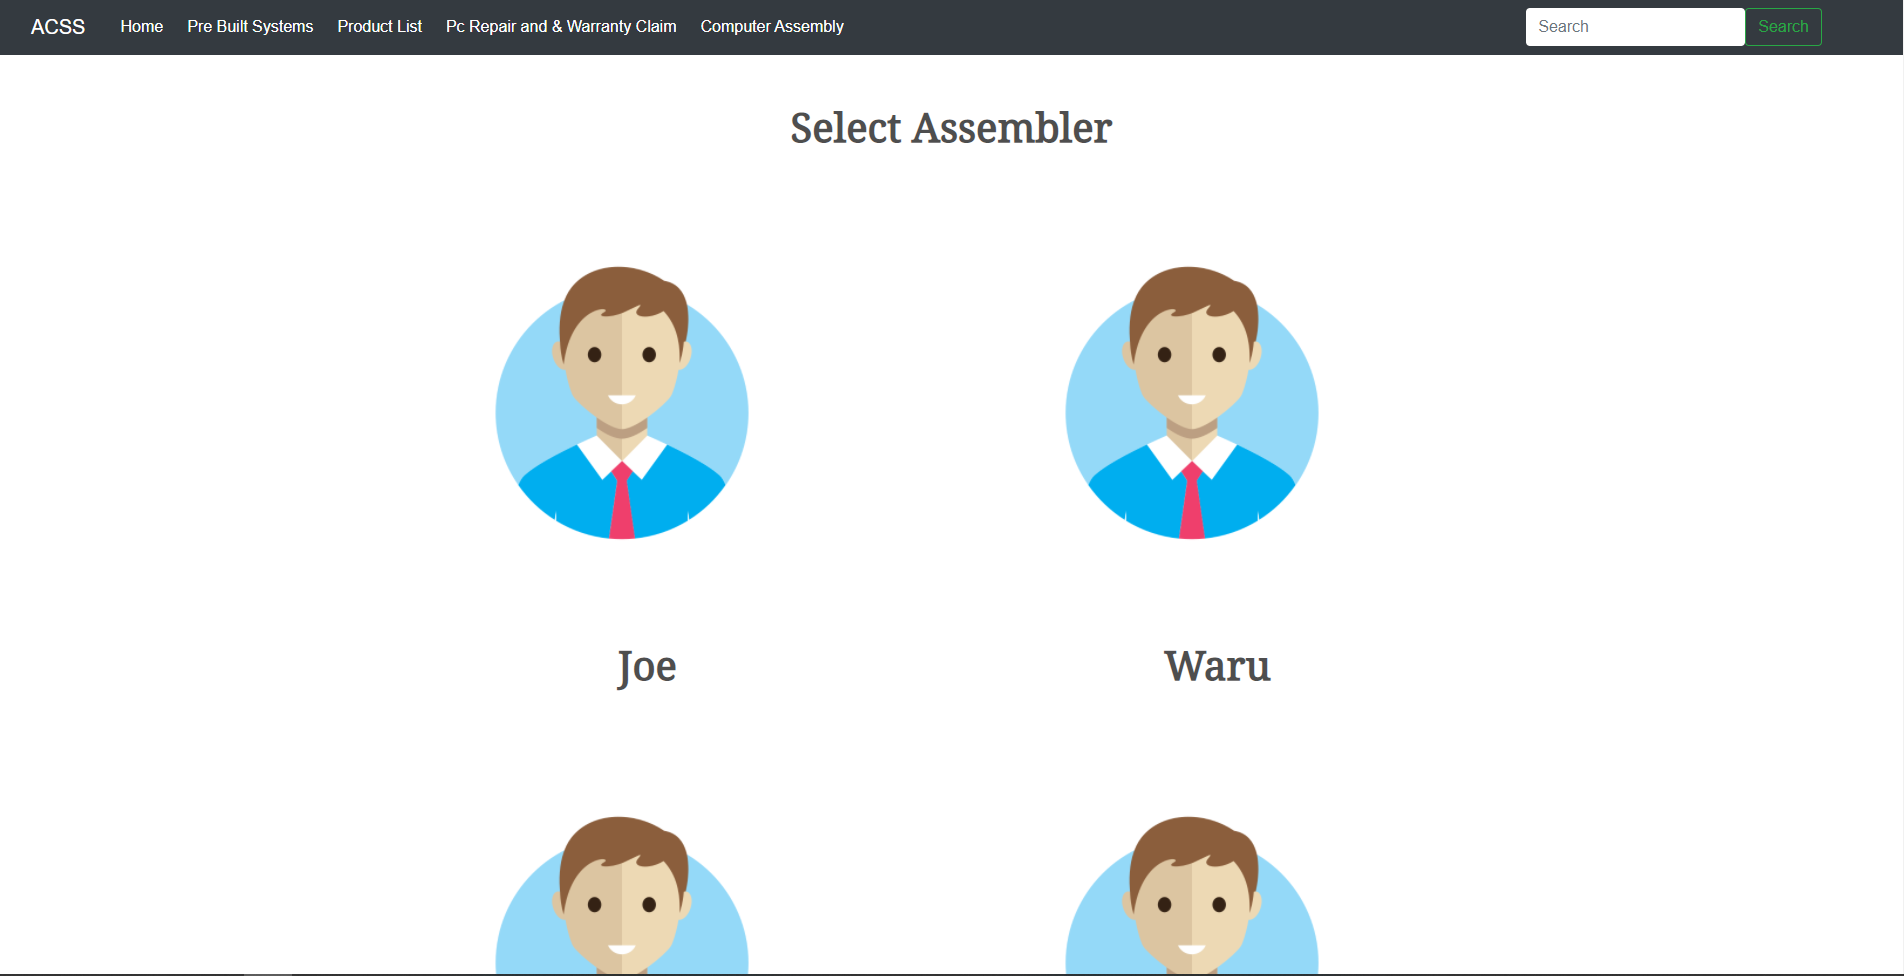 ACSS Home Pre Built Systems Product List Pc Repair and & Warranty Claim Computer Assembly Search Search
Select Assembler
Joe Waru